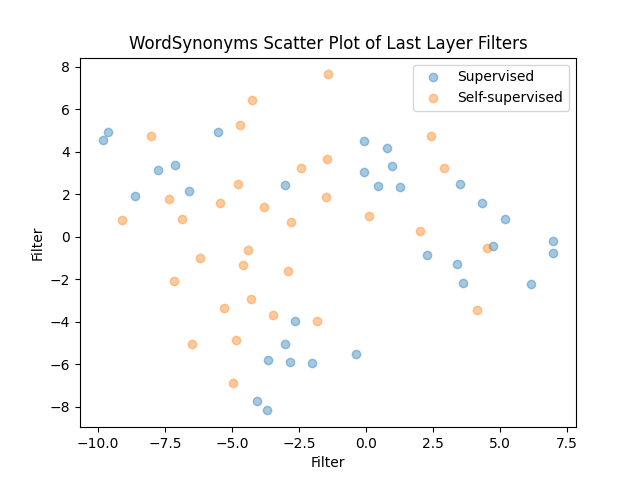 WordSynonyms Scatter Plot of Last Layer Filters
Supervised
Self-supervised
8
6
4
2
0
−2
−4
−6
−8
Filter
−10.0 −7.5 −5.0 −2.5 0.0 2.5 5.0 7.5
Filter